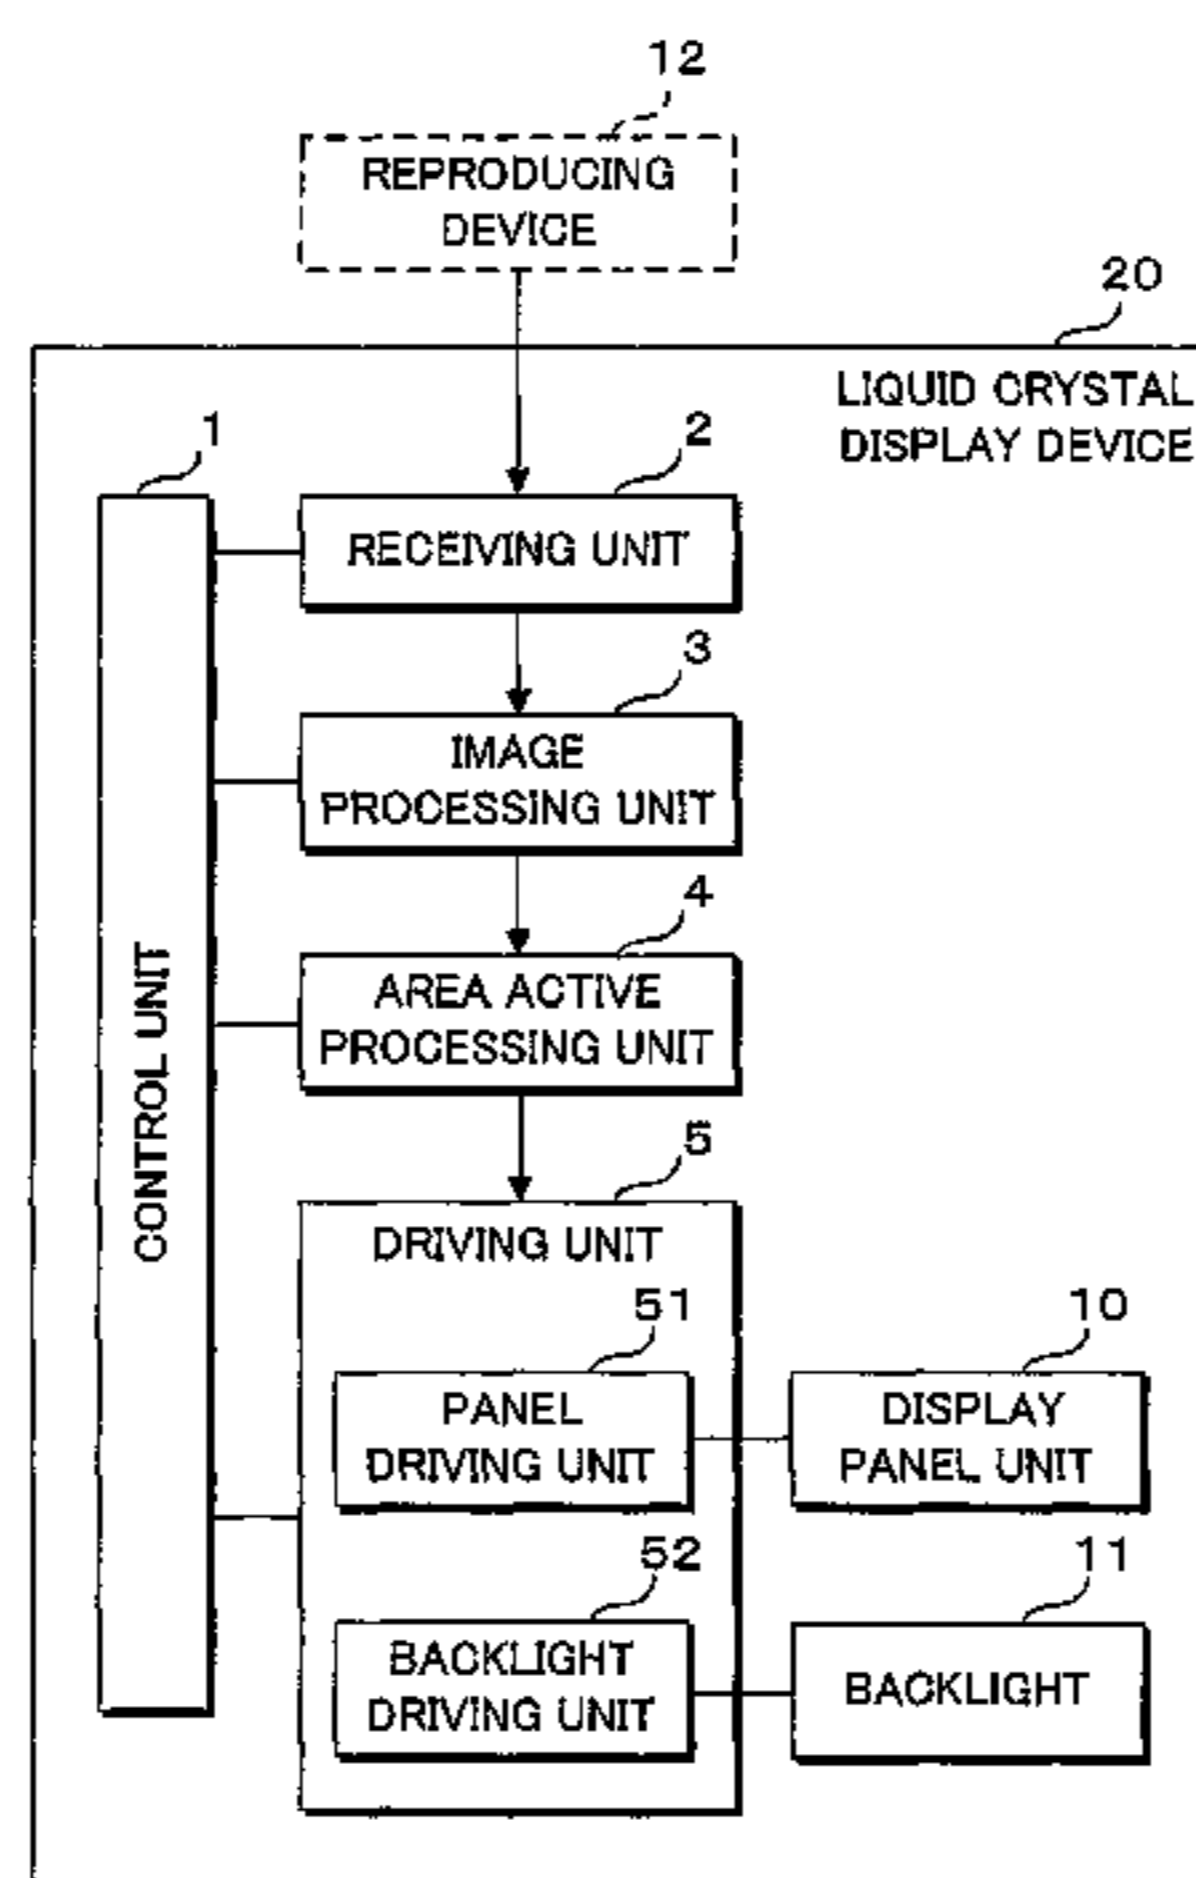 12
REPRODUCING
DEVICE
20
LIQUID CRYSTAL
DISPLAY DEVICE
1
2
RECEIVING UNIT
3
IMAGE
PROCESSING UNIT
4
AREA ACTIVE
PROCESSING UNIT
CONTROL UNIT
5
DRIVING UNIT
51
PANEL
DRIVING UNIT
10
DISPLAY
PANEL UNIT
52
BACKLIGHT
DRIVING UNIT
11
BACKLIGHT